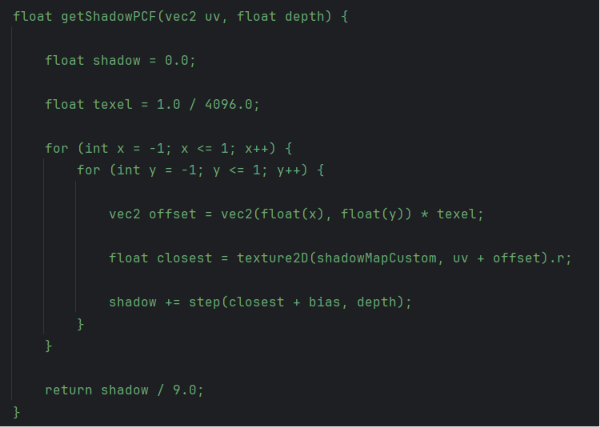 float getShadowPCF(vec2 uv, float depth) {
float shadow = 0.0;
float texel = 1.0 / 4096.0;
for (int x = -1; x <= 1; x++) {
for (int y = -1; y <= 1; y++) {
vec2 offset = vec2(float(x), float(y)) * texel;
float closest = texture2D(shadowMapCustom, uv + offset).r;
shadow += step(closest + bias, depth);
}
}
return shadow / 9.0;
}